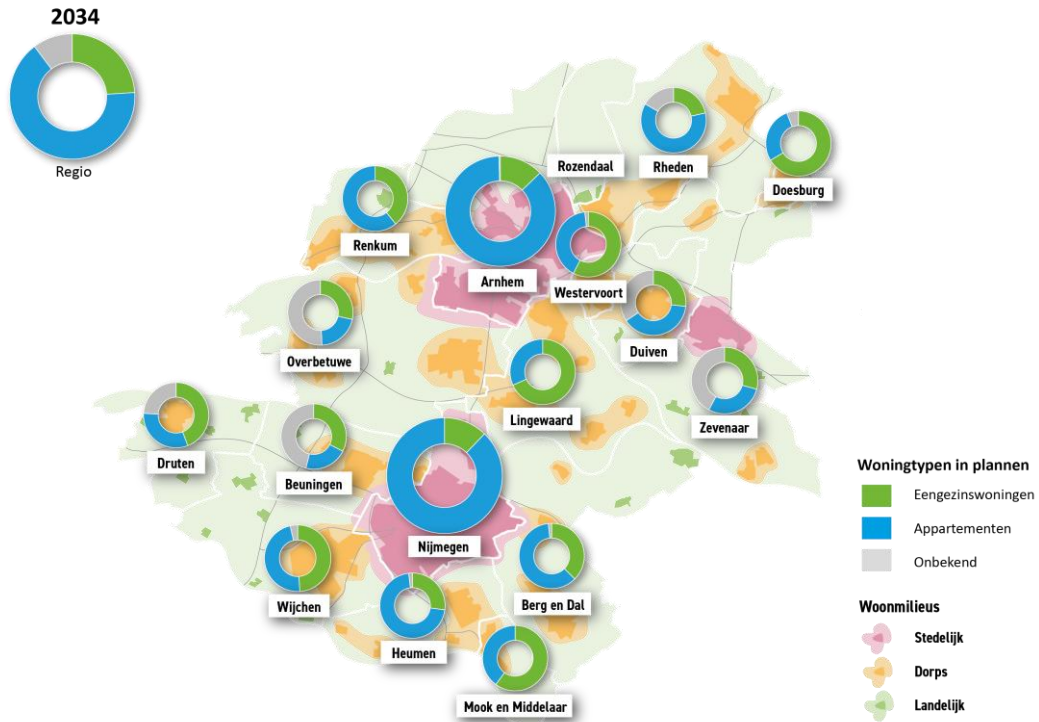 2034
Regio
Rozendaal
Rheden
Doesburg
Renkum
Arnhem
Westervoort
Overbetuwe
Duiven
Lingewaard
Zevenaar
Druten
Beuningen
Nijmegen
Wijchen
Berg en Dal
Heumen
Mook en Middelaar
Woningtypen in plannen
Eengezinswoningen
Appartementen
Onbekend
Woonmilieus
Stedelijk
Dorps
Landelijk